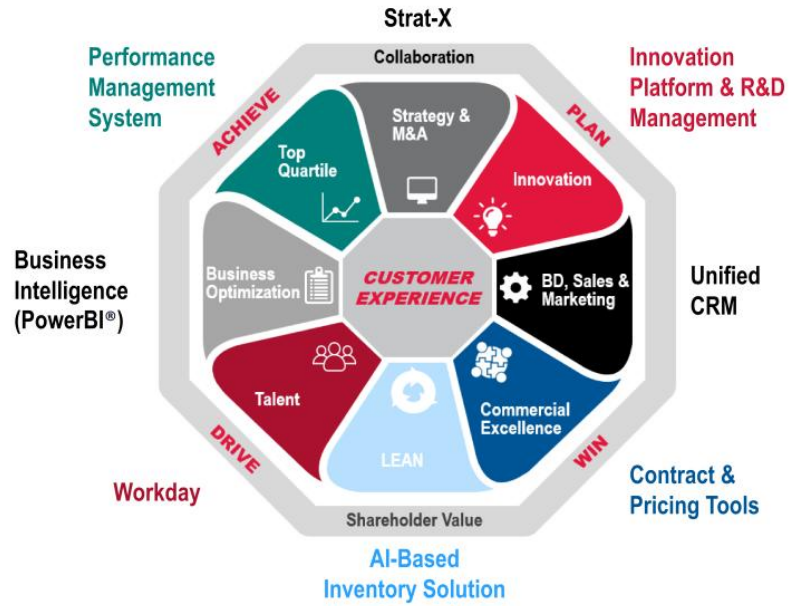 Strat-X
Performance
Management
System
Collaboration
Innovation
Platform & R&D
Management
ACHIEVE
PLAN
Strategy &
M&A
Top
Quartile
Innovation
Business
Intelligence
(PowerBI®)
Business
Optimization
CUSTOMER
EXPERIENCE
BD, Sales &
Marketing
Unified
CRM
Talent
LEAN
Commercial
Excellence
DRIVE
WIN
Workday
Shareholder Value
Contract &
Pricing Tools
AI-Based
Inventory Solution